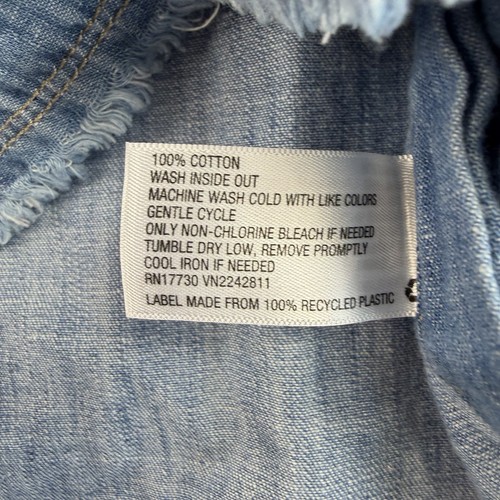 100% COTTON
WASH INSIDE OUT
MACHINE WASH COLD WITH LIKE COLORS
GENTLE CYCLE
ONLY NON-CHLORINE BLEACH IF NEEDED
TUMBLE DRY LOW, REMOVE PROMPTLY
COOL IRON IF NEEDED
RN17730 VN2242811
LABEL MADE FROM 100% RECYCLED PLASTIC